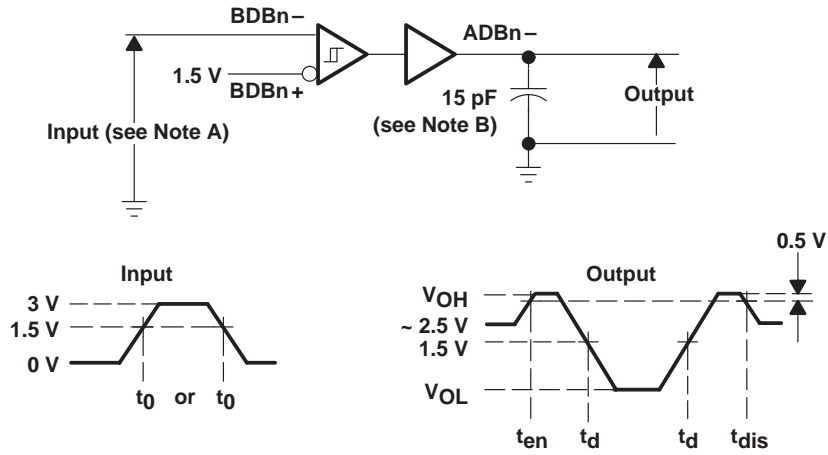 BDBn–
ADBn –
1.5 V
BDBn +
15 pF
(see Note B)
Output
Input (see Note A)
0.5 V
Input
Output
3 V
1.5 V
0 V
t0 or t0
VOH
~ 2.5 V
1.5 V
VOL
ten td td tdis